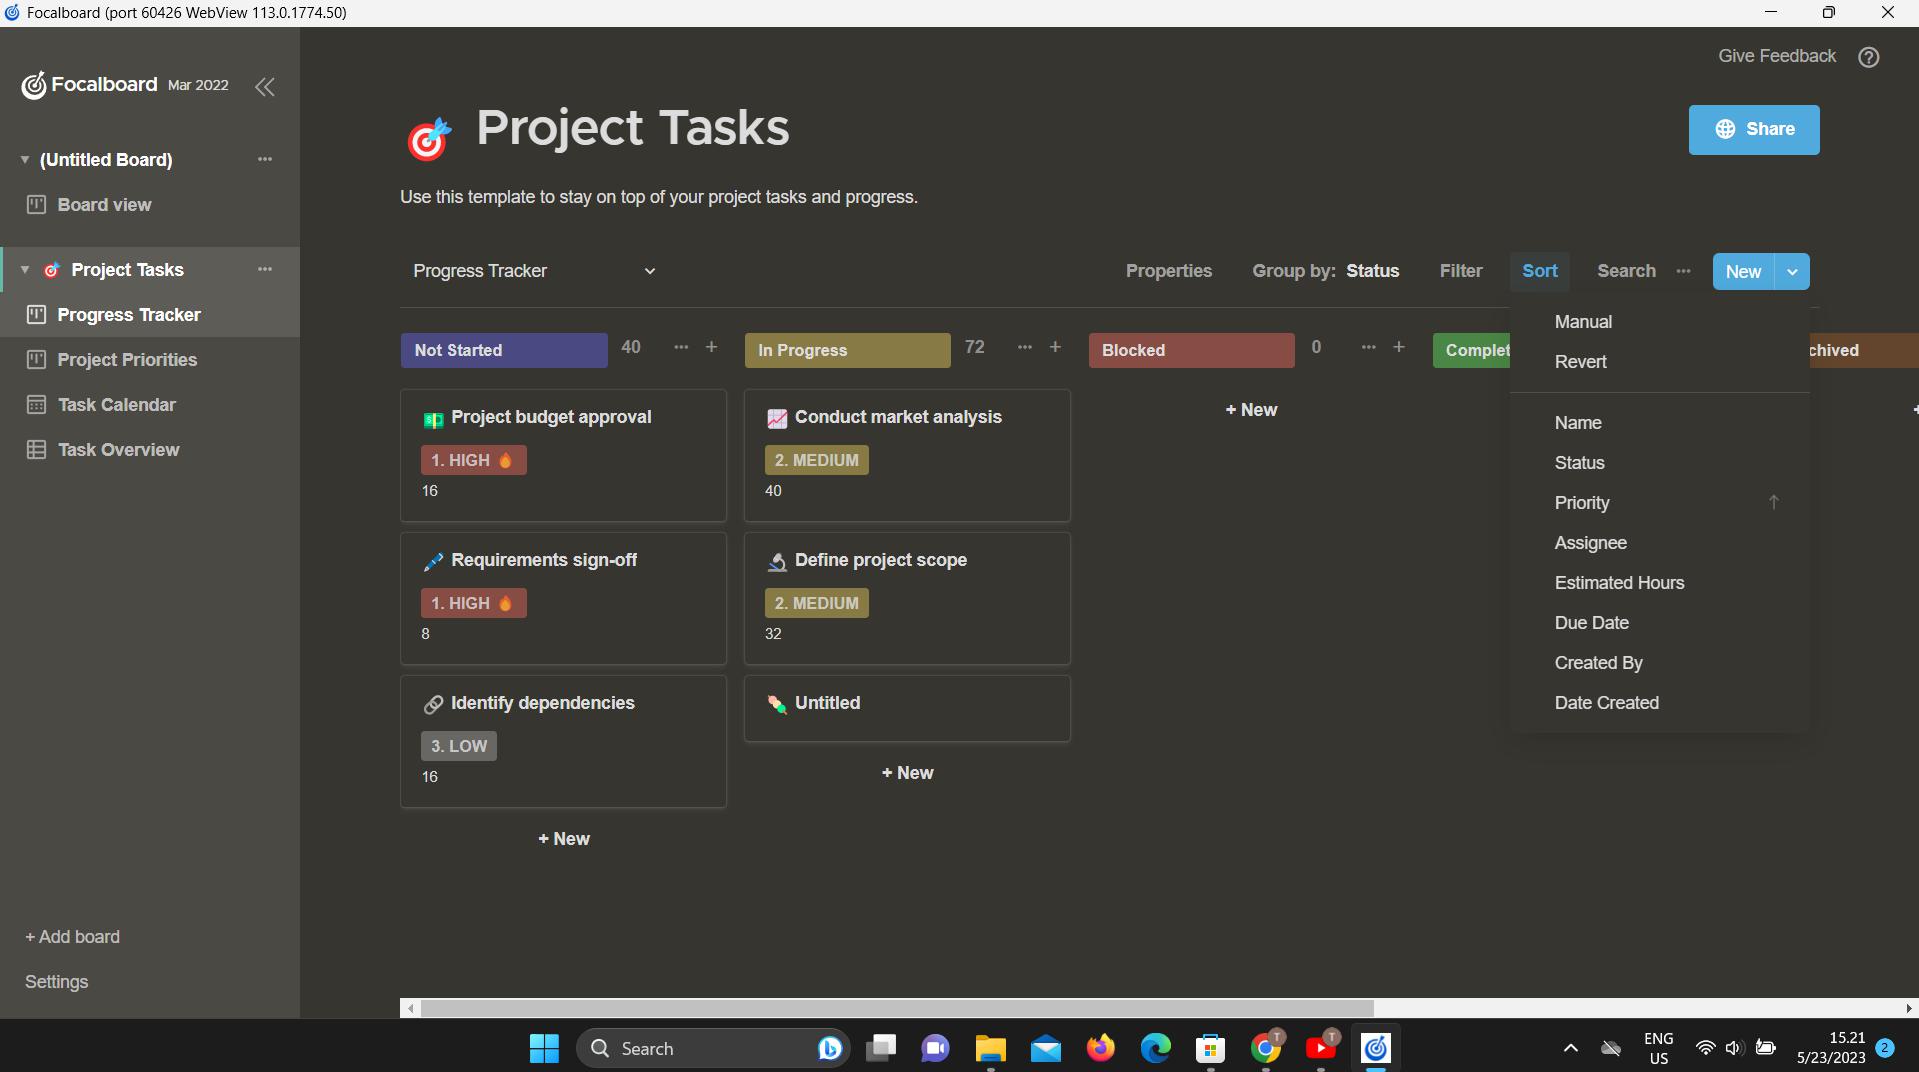 Focalboard (port 60426 WebView 113.0.1774.50)
Give Feedback
Focalboard Mar 2022
(Untitled Board)
Board view
Project Tasks
Progress Tracker
Project Priorities
Task Calendar
Task Overview
+ Add board
Settings
Project Tasks
Share
Use this template to stay on top of your project tasks and progress.
Progress Tracker
Properties
Group by: Status
Filter
Sort
Search
New
Not Started 40
In Progress 72
Blocked 0
Complet
chived
Project budget approval
1. HIGH
16
Requirements sign-off
1. HIGH
8
Identify dependencies
3. LOW
16
+ New
Conduct market analysis
2. MEDIUM
40
Define project scope
2. MEDIUM
32
Untitled
+ New
+ New
Manual
Revert
Name
Status
Priority
Assignee
Estimated Hours
Due Date
Created By
Date Created
Search
T
T
ENG
US
15.21
5/23/2023
2